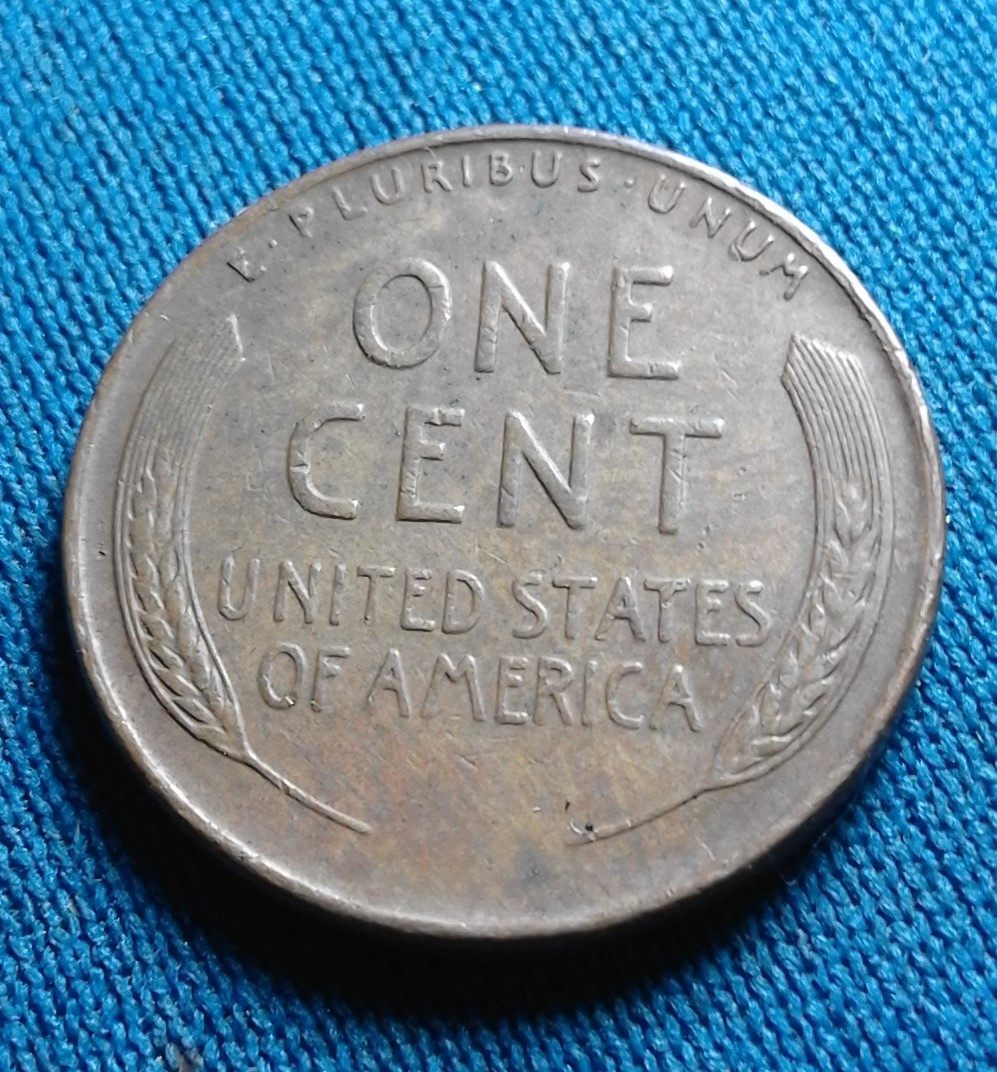 E·PLURIBUS·UNUM
ONE
CENT
UNITED STATES
OF AMERICA